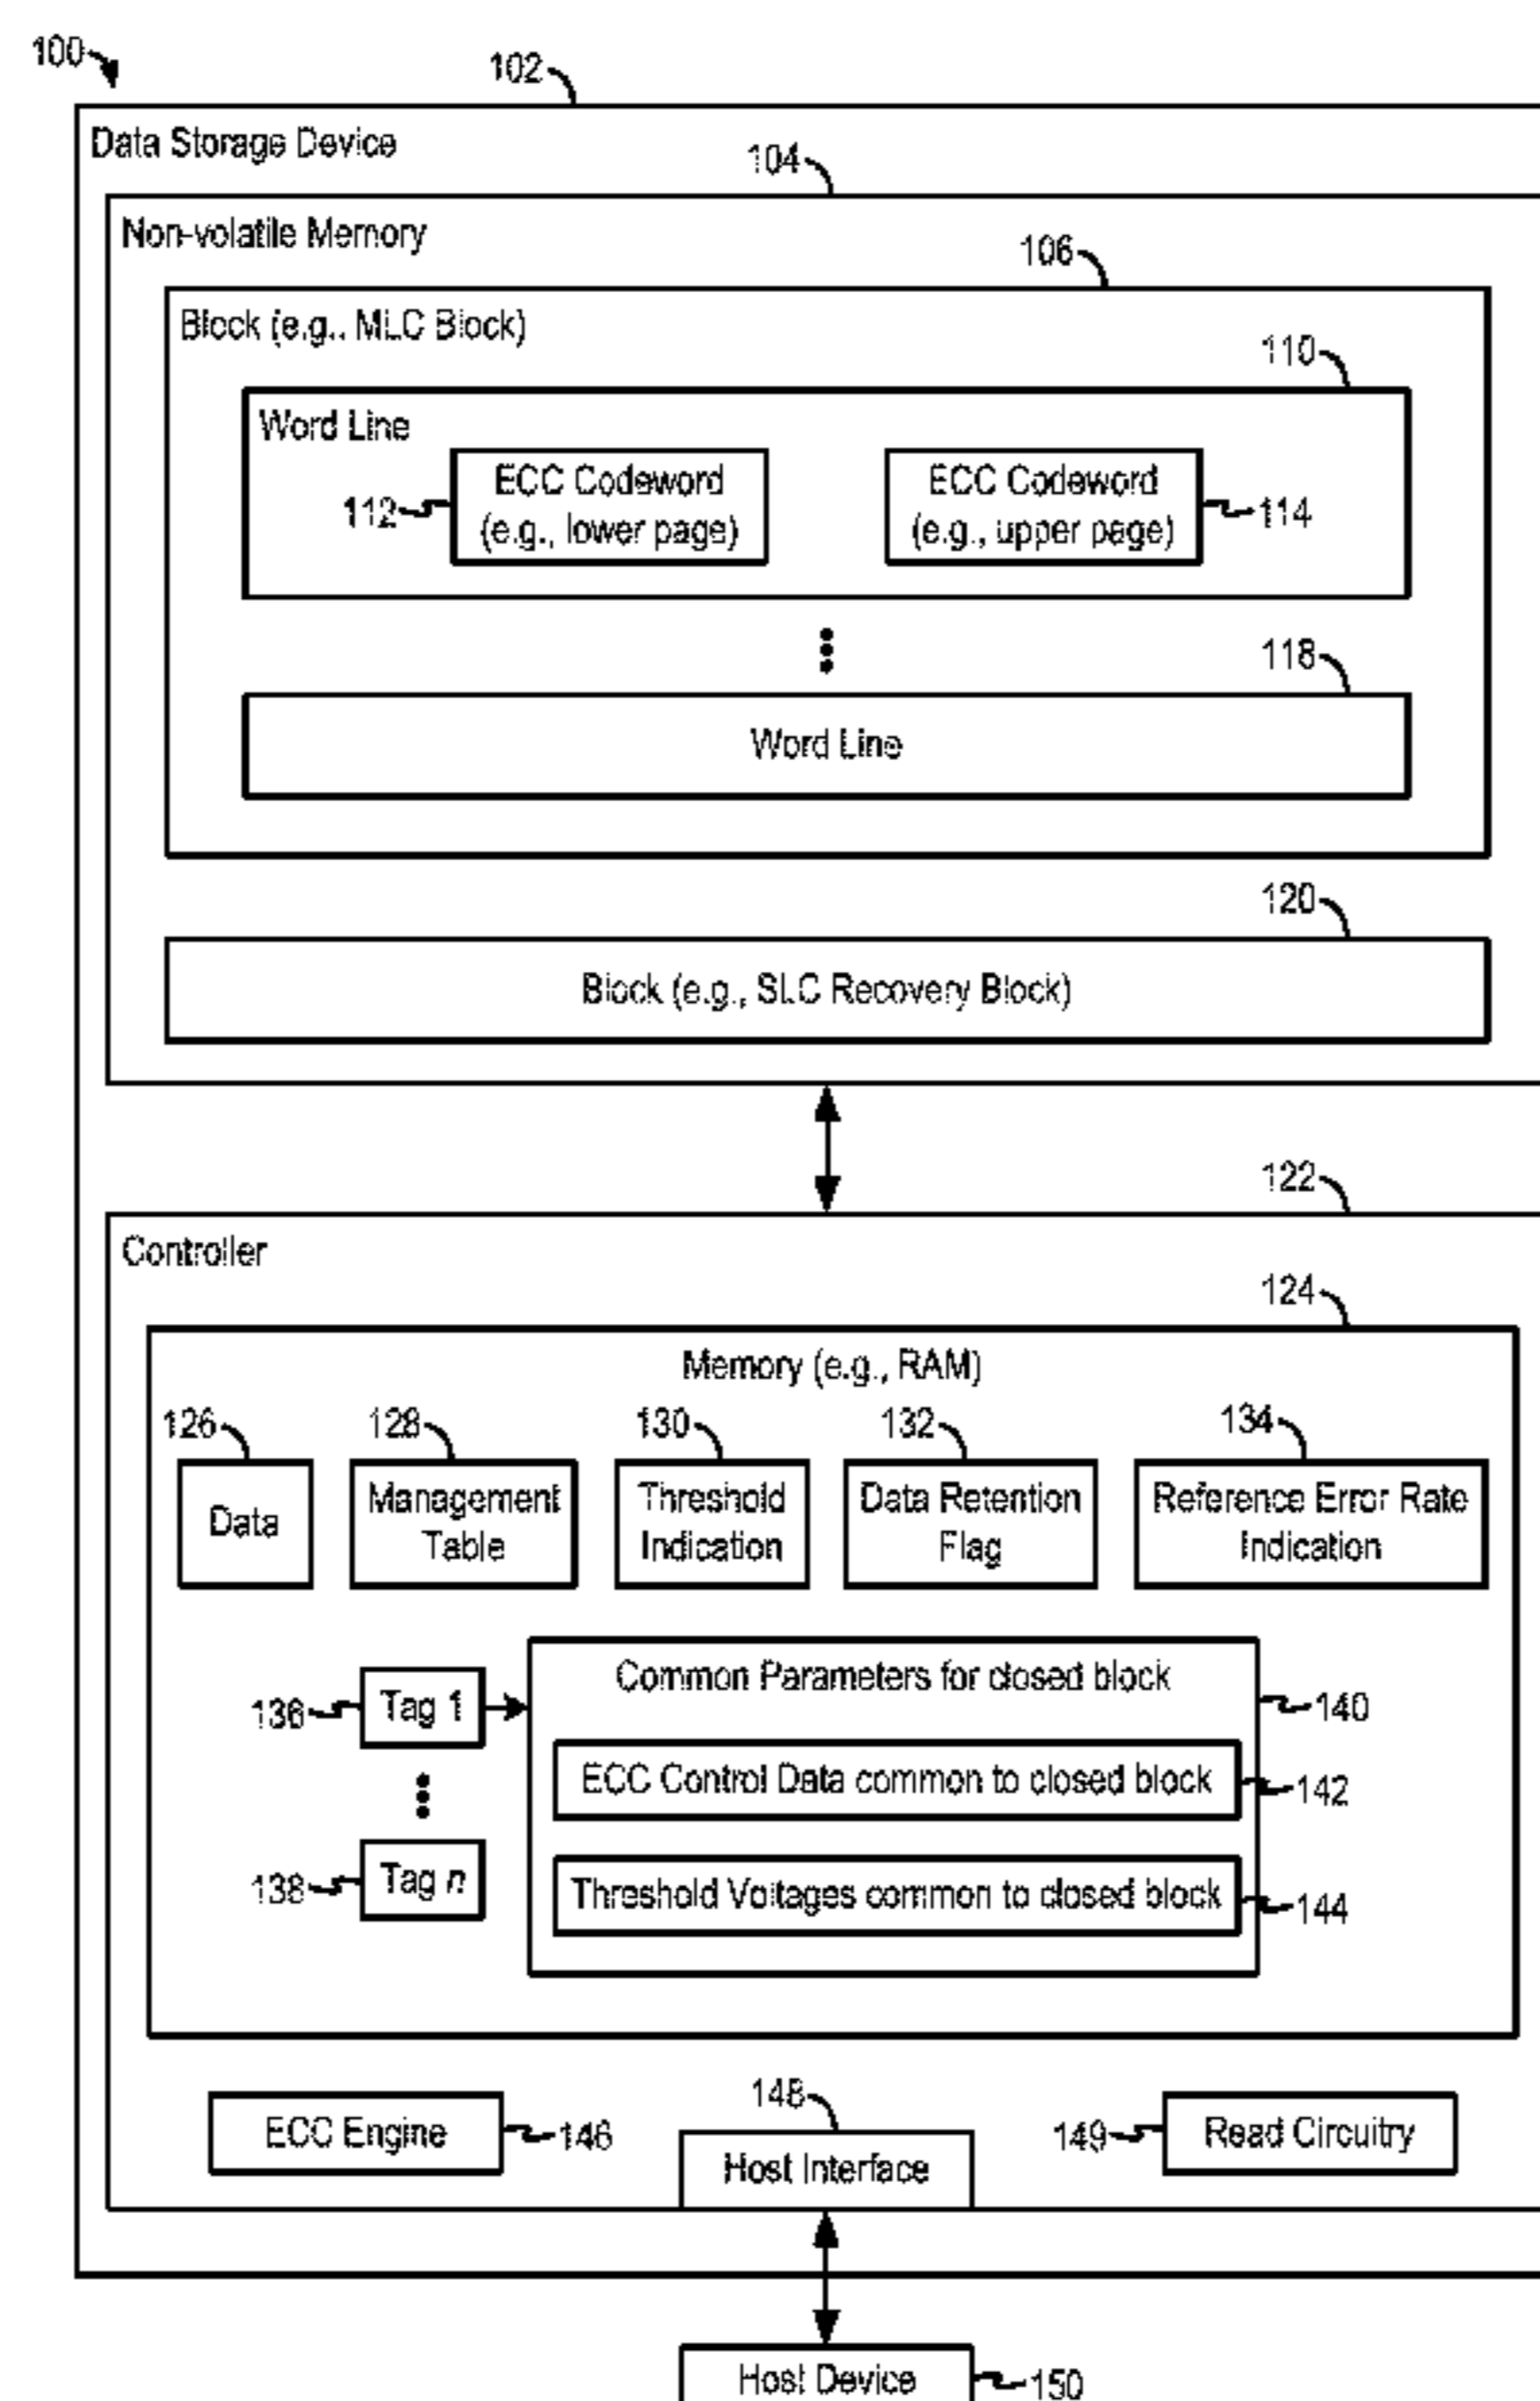 100
102
Data Storage Device
104
Non-volatile Memory
106
Block (e.g., MLC Block)
110
Word Line
112
ECC Codeword
(e.g., lower page)
ECC Codeword
(e.g., upper page)
114
118
Word Line
120
Block (e.g., SLC Recovery Block)
122
Controller
124
Memory (e.g., RAM)
126
128
130
132
134
Data
Management
Table
Threshold
Indication
Data Retention
Flag
Reference Error Rate
Indication
136
Tag 1
Common Parameters for closed block
140
ECC Control Data common to closed block
142
138
Tag n
Threshold Voltages common to closed block
144
ECC Engine
146
148
Host Interface
149
Read Circuitry
Host Device
150